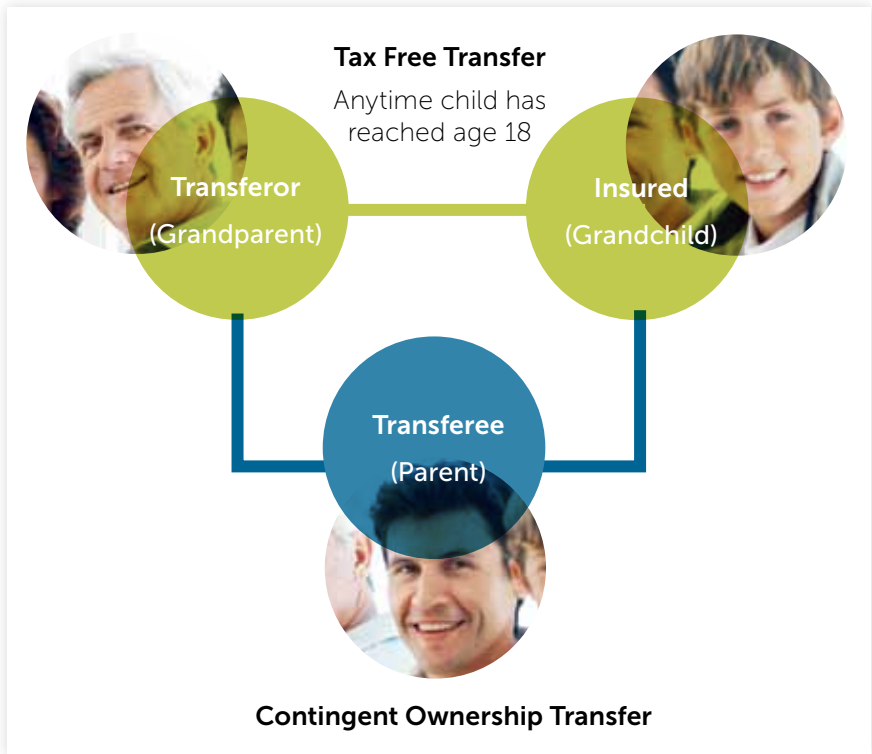 Tax Free Transfer
Anytime child has
reached age 18
Transferor
(Grandparent)
Insured
(Grandchild)
Transferee
(Parent)
Contingent Ownership Transfer